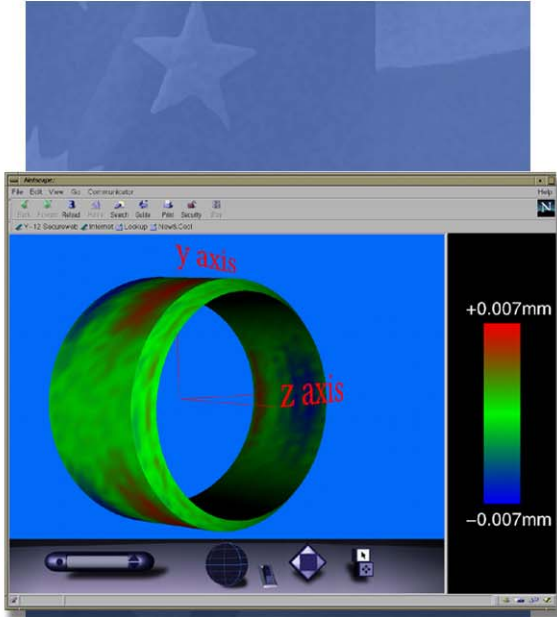 Netscape:
File Edit View Go Communicator Help
Back Forward Reload Home Search Guide Print Security Stop
N
Y-12 Secureweb Internet Lookup New&Cool
y axis
z axis
+0.007mm
−0.007mm